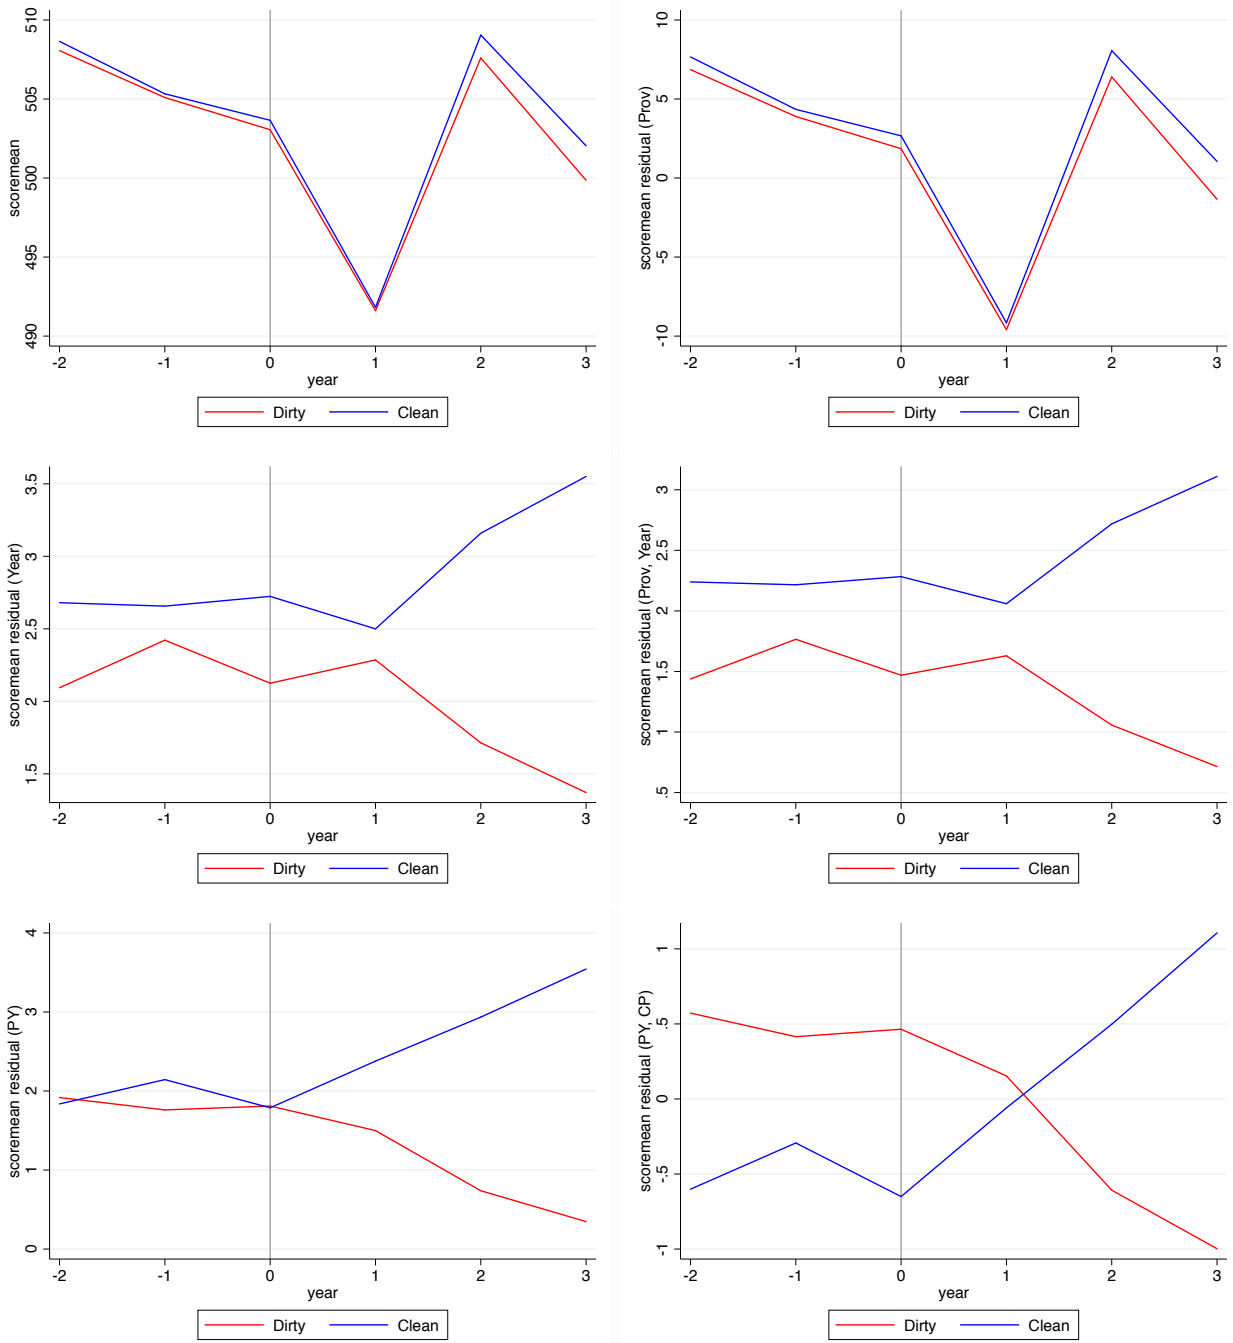 scoremean
510
505
500
495
490
-2 -1 0 1 2 3
year
Dirty Clean
scoremean residual (Prov)
10
5
0
-5
-10
-2 -1 0 1 2 3
year
Dirty Clean
scoremean residual (Year)
3.5
3
2.5
2
1.5
-2 -1 0 1 2 3
year
Dirty Clean
scoremean residual (Prov, Year)
3
2.5
2
1.5
1
.5
-2 -1 0 1 2 3
year
Dirty Clean
scoremean residual (PY)
4
3
2
1
0
-2 -1 0 1 2 3
year
Dirty Clean
scoremean residual (PY, CP)
1
.5
0
-.5
-1
-2 -1 0 1 2 3
year
Dirty Clean